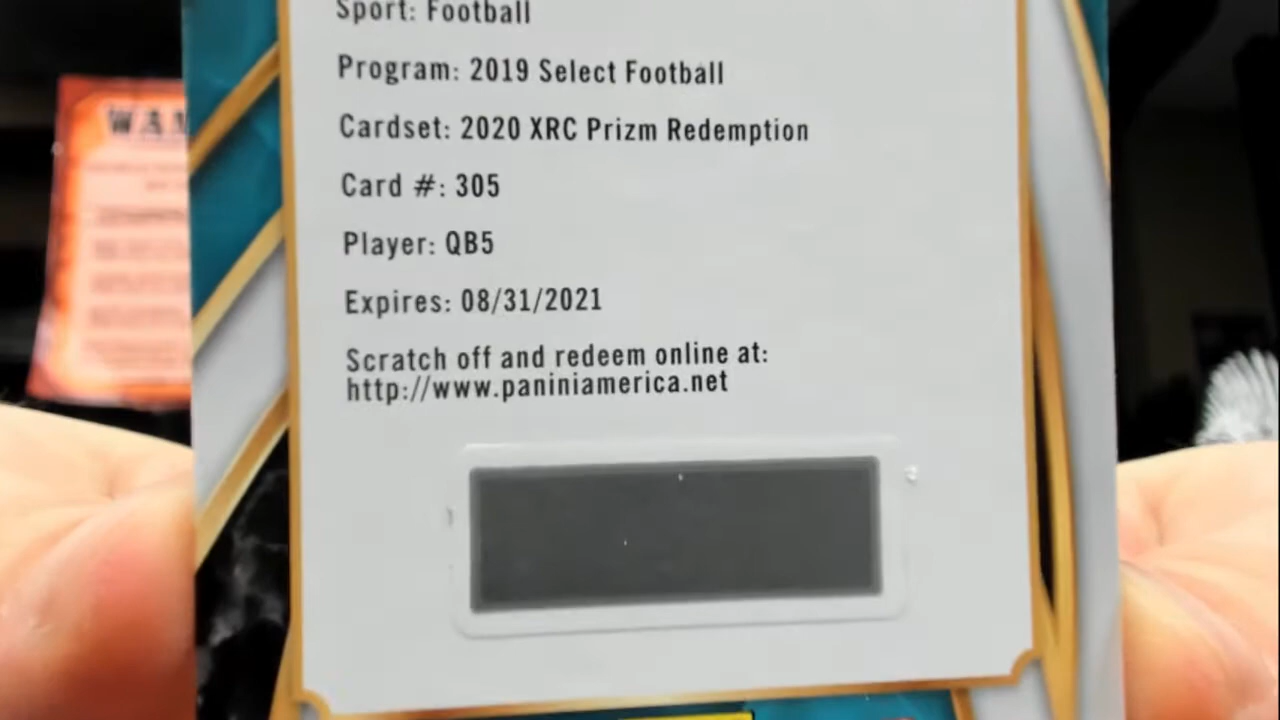 Sport: Football
Program: 2019 Select Football
Cardset: 2020 XRC Prizm Redemption
Card #: 305
Player: QB5
Expires: 08/31/2021
Scratch off and redeem online at:
http://www.paniniamerica.net